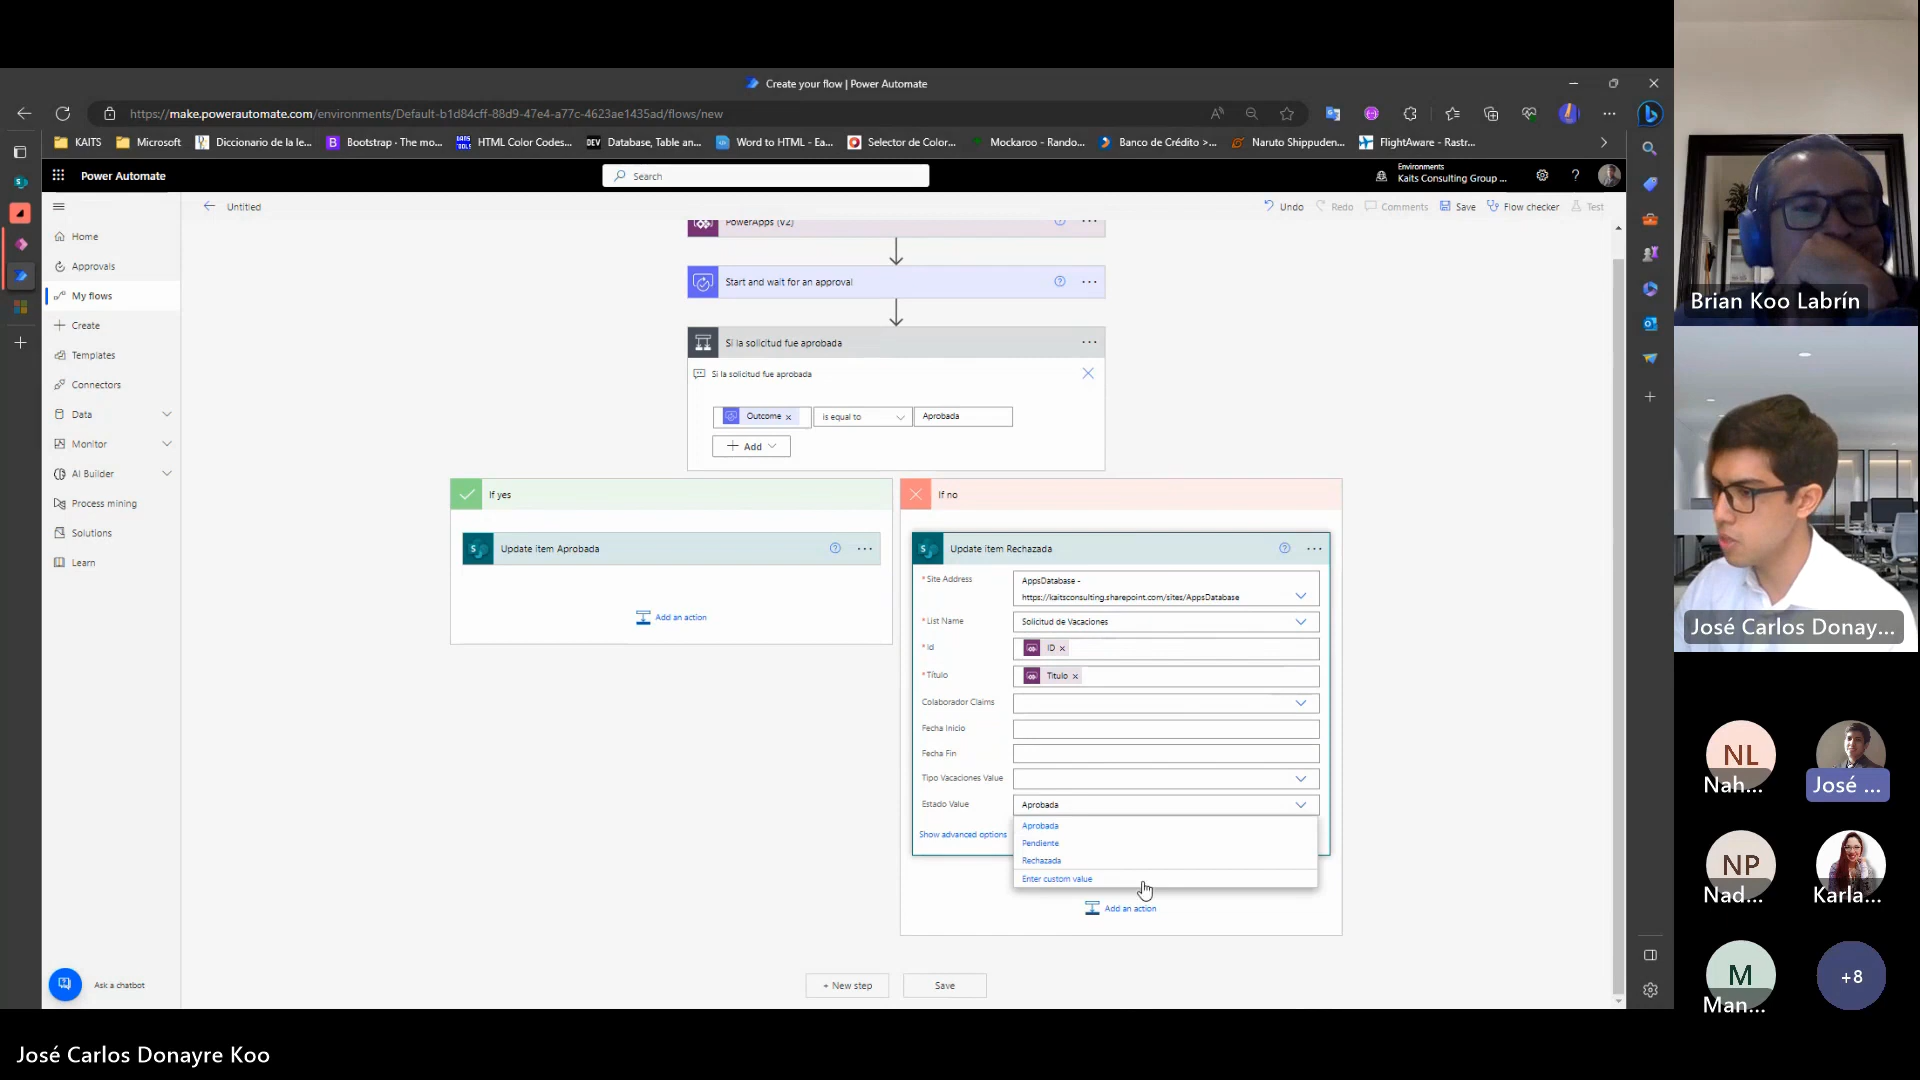 Create your flow | Power Automate
https://make.powerautomate.com/environments/Default-b1d84cff-88d9-47e4-a77c-4623ae1435ad/flows/new
KAITS
Microsoft
Diccionario de la le...
Bootstrap - The mo...
HTML Color Codes...
Database, Table an...
Word to HTML - Ea...
Selector de Color...
Mockaroo - Rando...
Banco de Crédito >...
Naruto Shippuden...
FlightAware - Rastr...
Power Automate
Search
Environments
Kaits Consulting Group ...
Untitled
Undo
Redo
Comments
Save
Flow checker
Test
Home
Approvals
My flows
Create
Templates
Connectors
Data
Monitor
AI Builder
Process mining
Solutions
Learn
Ask a chatbot
PowerApps (V2)
Start and wait for an approval
Si la solicitud fue aprobada
Si la solicitud fue aprobada
Outcome
is equal to
Aprobada
Add
If yes
Update item Aprobada
Add an action
If no
Update item Rechazada
* Site Address
AppsDatabase -
https://kaitsconsulting.sharepoint.com/sites/AppsDatabase
* List Name
Solicitud de Vacaciones
* Id
ID
* Título
Titulo
Colaborador Claims
Fecha Inicio
Fecha Fin
Tipo Vacaciones Value
Estado Value
Aprobada
Show advanced options
Aprobada
Pendiente
Rechazada
Enter custom value
Add an action
+ New step
Save
Brian Koo Labrín
José Carlos Donay...
NL
Nah...
José ...
NP
Nad...
Karla...
M
Man...
+8
José Carlos Donayre Koo